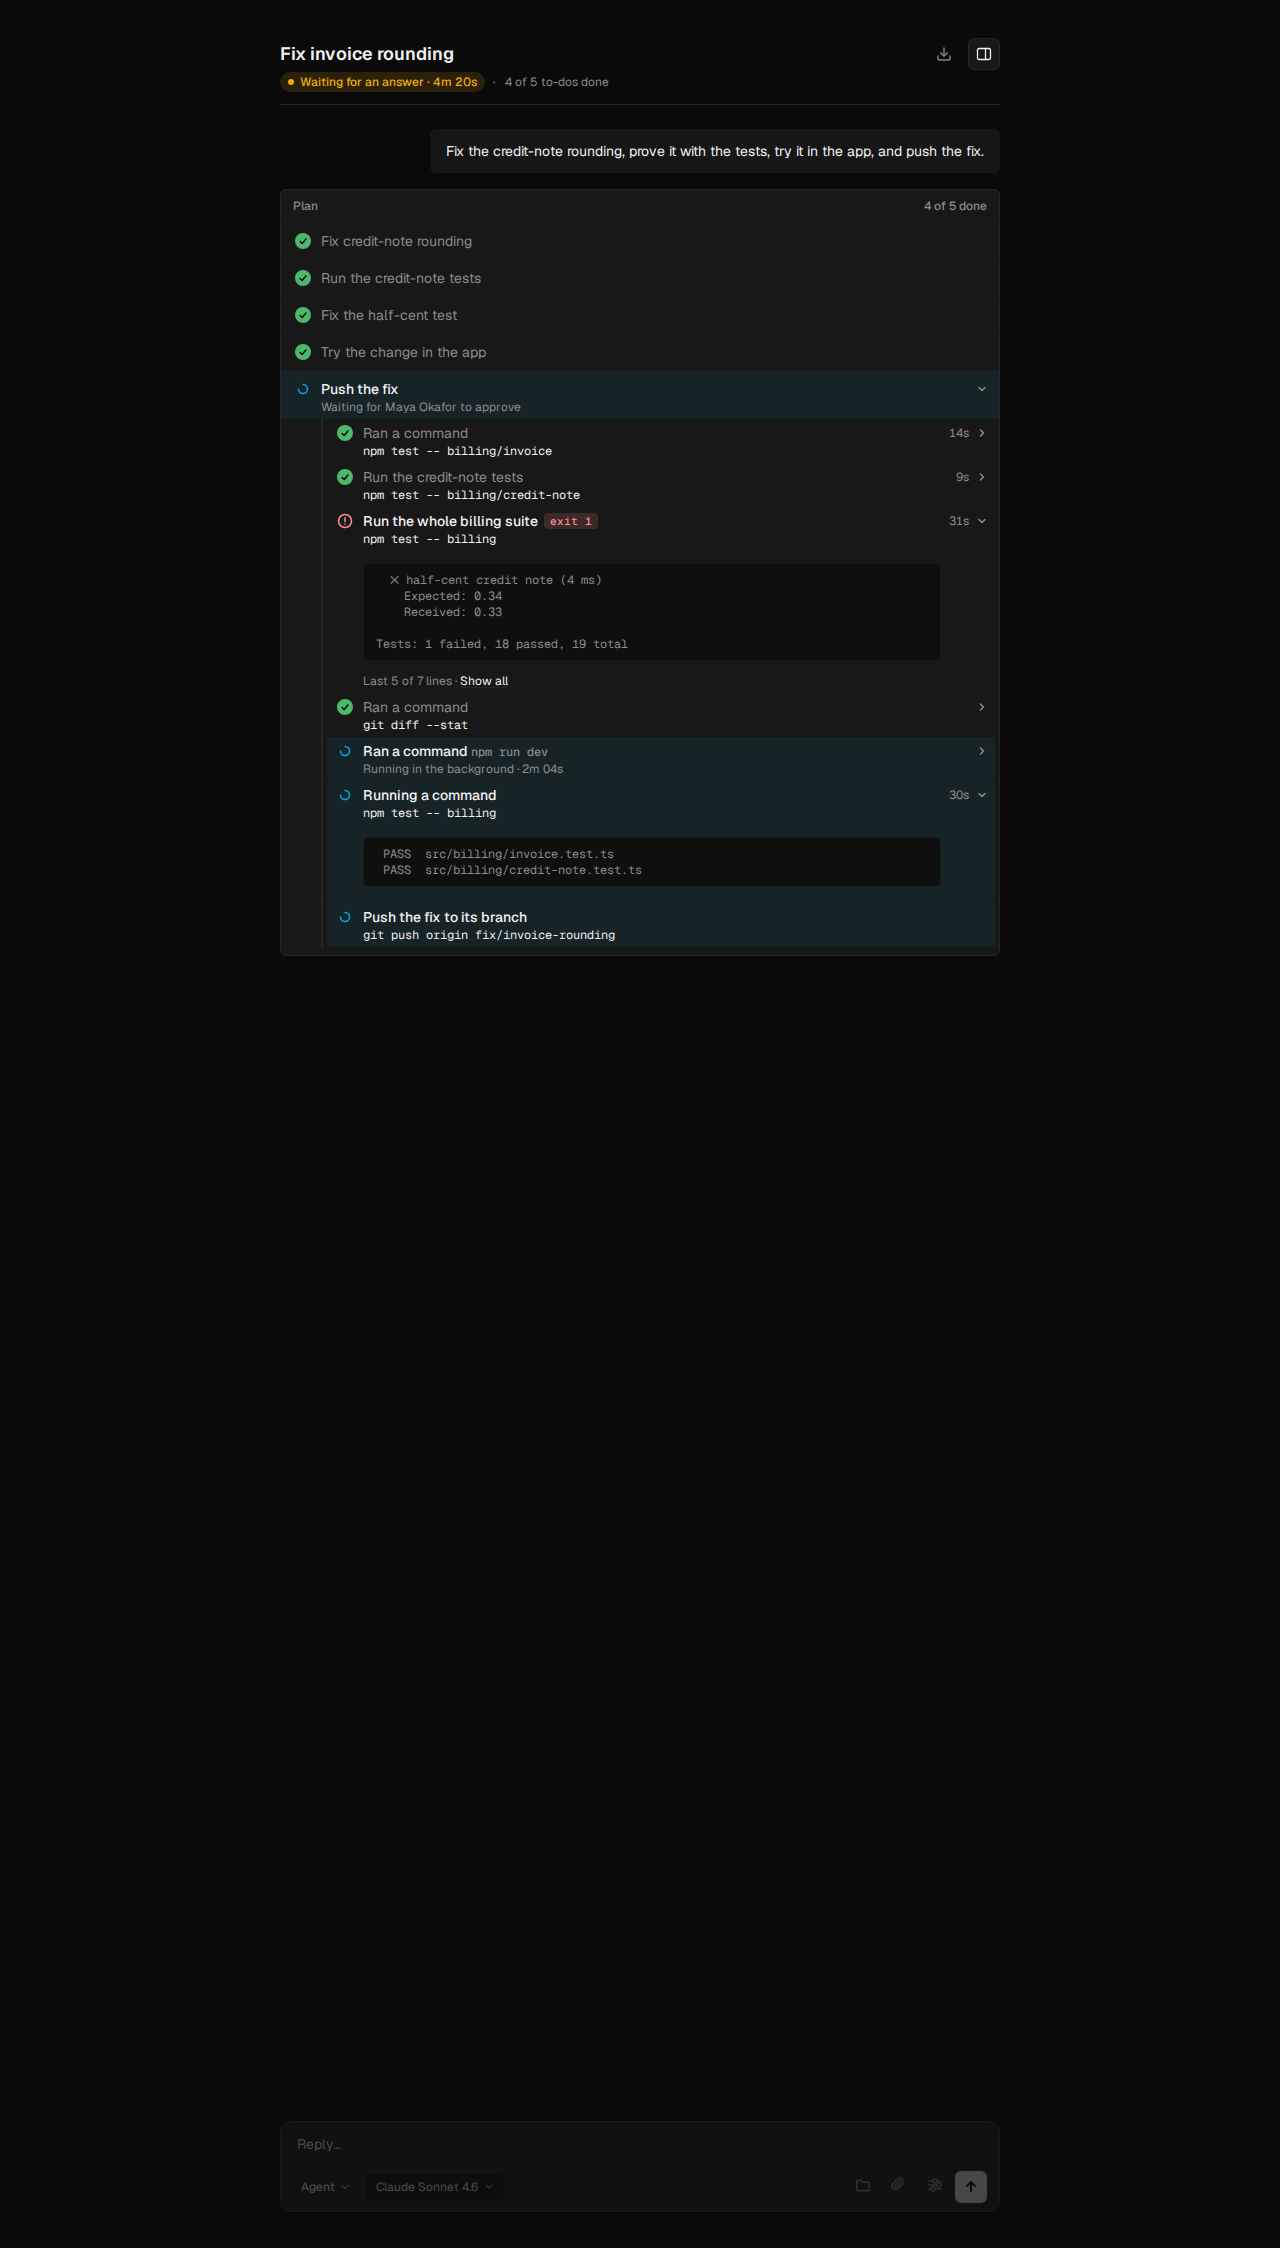 Fix invoice rounding
Waiting for an answer · 4m 20s · 4 of 5 to-dos done
Fix the credit-note rounding, prove it with the tests, try it in the app, and push the fix.
Plan 4 of 5 done
Fix credit-note rounding
Run the credit-note tests
Fix the half-cent test
Try the change in the app
Push the fix
Waiting for Maya Okafor to approve
Ran a command 14s
npm test -- billing/invoice
Run the credit-note tests 9s
npm test -- billing/credit-note
Run the whole billing suite exit 1 31s
npm test -- billing
✕ half-cent credit note (4 ms)
Expected: 0.34
Received: 0.33
Tests: 1 failed, 18 passed, 19 total
Last 5 of 7 lines · Show all
Ran a command
git diff --stat
Ran a command npm run dev
Running in the background · 2m 04s
Running a command 30s
npm test -- billing
PASS src/billing/invoice.test.ts
PASS src/billing/credit-note.test.ts
Push the fix to its branch
git push origin fix/invoice-rounding
Reply...
Agent Claude Sonnet 4.6